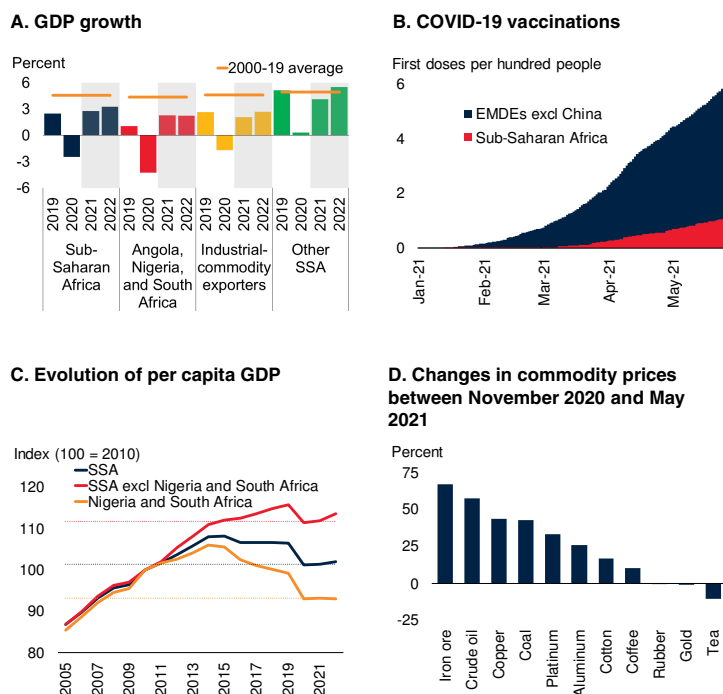 A. GDP growth
Percent
2000-19 average
6
3
0
-3
-6
2019
2020
2021
2022
2019
2020
2021
2022
2019
2020
2021
2022
2019
2020
2021
2022
Sub-
Saharan
Africa
Angola,
Nigeria,
and South
Africa
Industrial-
commodity
exporters
Other
SSA
B. COVID-19 vaccinations
First doses per hundred people
6
4
2
0
EMDEs excl China
Sub-Saharan Africa
Jan-21
Feb-21
Mar-21
Apr-21
May-21
C. Evolution of per capita GDP
Index (100 = 2010)
SSA
SSA excl Nigeria and South Africa
Nigeria and South Africa
120
110
100
90
80
2005
2007
2009
2011
2013
2015
2017
2019
2021
D. Changes in commodity prices
between November 2020 and May
2021
Percent
75
50
25
0
-25
Iron ore
Crude oil
Copper
Coal
Platinum
Aluminum
Cotton
Coffee
Rubber
Gold
Tea